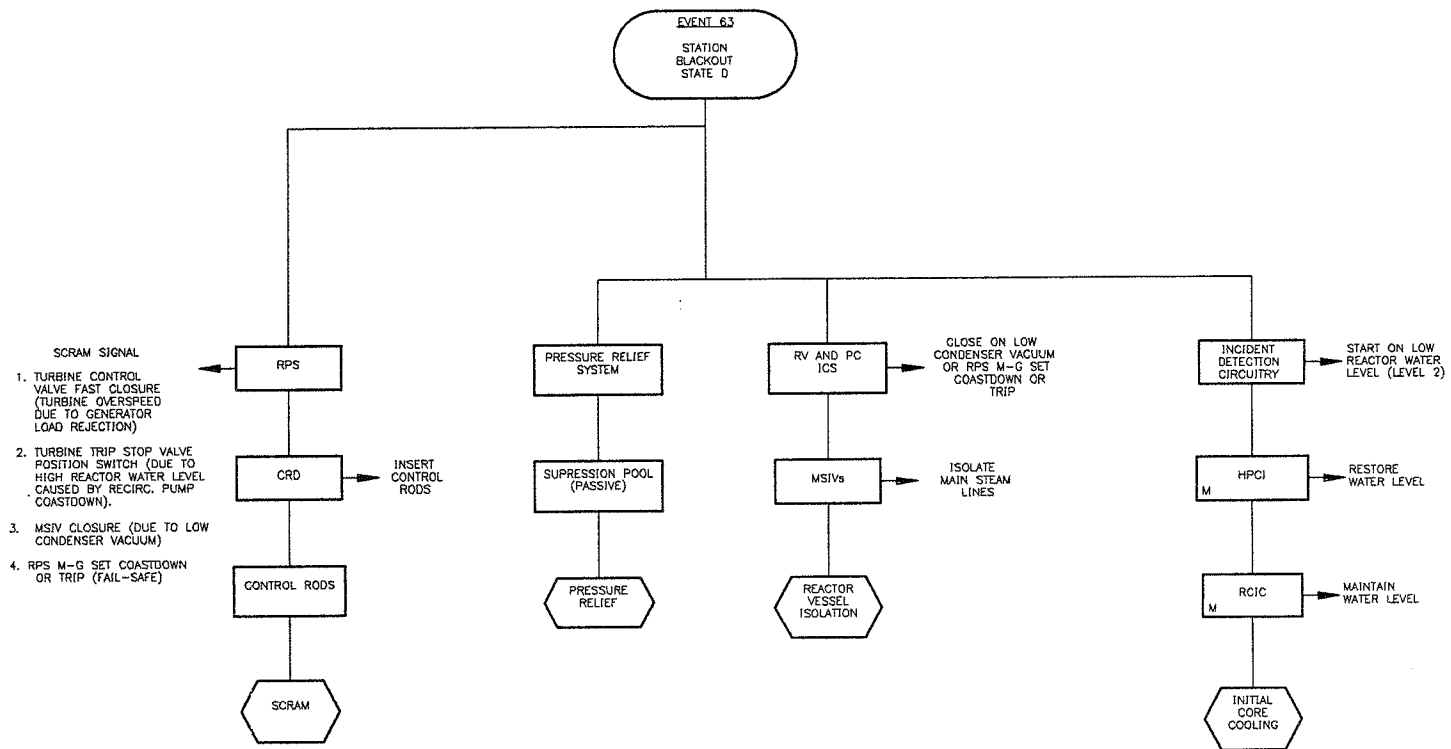 EVENT 63
STATION
BLACKOUT
STATE D
SCRAM SIGNAL
1. TURBINE CONTROL
VALVE FAST CLOSURE
(TURBINE OVERSPEED
DUE TO GENERATOR
LOAD REJECTION)
2. TURBINE TRIP STOP VALVE
POSITION SWITCH (DUE TO
HIGH REACTOR WATER LEVEL
CAUSED BY RECIRC. PUMP
COASTDOWN).
3. MSIV CLOSURE (DUE TO LOW
CONDENSER VACUUM)
4. RPS M-G SET COASTDOWN
OR TRIP (FAIL-SAFE)
RPS
CRD
INSERT
CONTROL
RODS
CONTROL RODS
SCRAM
PRESSURE RELIEF
SYSTEM
SUPRESSION POOL
(PASSIVE)
PRESSURE
RELIEF
RV AND PC
ICS
CLOSE ON LOW
CONDENSER VACUUM
OR RPS M-G SET
COASTDOWN OR
TRIP
MSIVs
ISOLATE
MAIN STEAM
LINES
REACTOR
VESSEL
ISOLATION
INCIDENT
DETECTION
CIRCUITRY
START ON LOW
REACTOR WATER
LEVEL (LEVEL 2)
HPCI
M
RESTORE
WATER LEVEL
RCIC
M
MAINTAIN
WATER LEVEL
INITIAL
CORE
COOLING